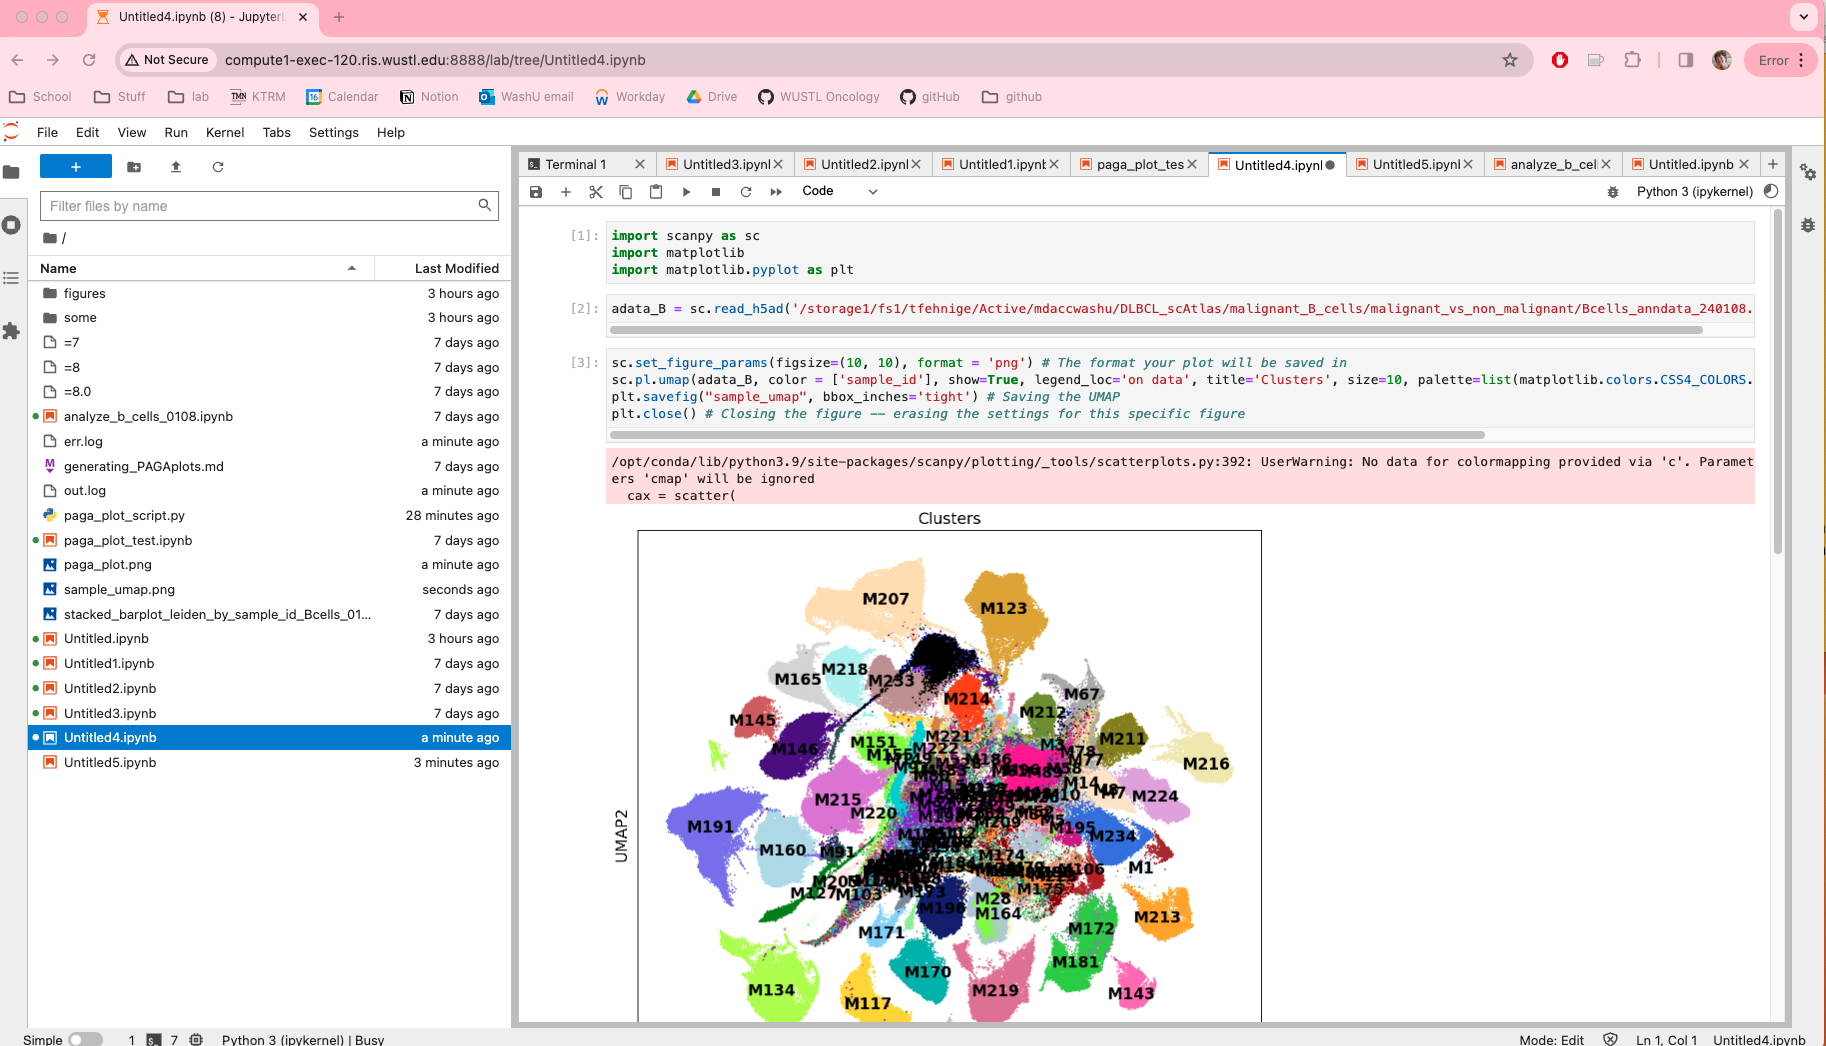 Untitled4.ipynb (8) - Jupyter
Not Secure compute1-exec-120.ris.wustl.edu:8888/lab/tree/Untitled4.ipynb Error
School Stuff lab KTRM Calendar Notion WashU email Workday Drive WUSTL Oncology gitHub github
File Edit View Run Kernel Tabs Settings Help
Terminal 1 Untitled3.ipynl Untitled2.ipynl Untitled1.ipynt paga_plot_tes Untitled4.ipynl Untitled5.ipynl analyze_b_cel Untitled.ipynb
Code Python 3 (ipykernel)
Filter files by name
/
Name Last Modified
figures 3 hours ago
some 3 hours ago
=7 7 days ago
=8 7 days ago
=8.0 7 days ago
analyze_b_cells_0108.ipynb 7 days ago
err.log a minute ago
generating_PAGAplots.md 7 days ago
out.log a minute ago
paga_plot_script.py 28 minutes ago
paga_plot_test.ipynb 7 days ago
paga_plot.png a minute ago
sample_umap.png seconds ago
stacked_barplot_leiden_by_sample_id_Bcells_01... 7 days ago
Untitled.ipynb 3 hours ago
Untitled1.ipynb 7 days ago
Untitled2.ipynb 7 days ago
Untitled3.ipynb 7 days ago
Untitled4.ipynb a minute ago
Untitled5.ipynb 3 minutes ago
[1]: import scanpy as sc
import matplotlib
import matplotlib.pyplot as plt
[2]: adata_B = sc.read_h5ad('/storage1/fs1/tfehnige/Active/mdaccwashu/DLBCL_scAtlas/malignant_B_cells/malignant_vs_non_malignant/Bcells_anndata_240108.
[3]: sc.set_figure_params(figsize=(10, 10), format = 'png') # The format your plot will be saved in
sc.pl.umap(adata_B, color = ['sample_id'], show=True, legend_loc='on data', title='Clusters', size=10, palette=list(matplotlib.colors.CSS4_COLORS.
plt.savefig("sample_umap", bbox_inches='tight') # Saving the UMAP
plt.close() # Closing the figure -- erasing the settings for this specific figure
/opt/conda/lib/python3.9/site-packages/scanpy/plotting/_tools/scatterplots.py:392: UserWarning: No data for colormapping provided via 'c'. Paramet
ers 'cmap' will be ignored
cax = scatter(
Clusters
M207
M123
M165 M218 M233
M214
M67
M145
M212
M146
M151
M221
M222
M211
M78
M77
M186
M216
M58
M14
M7
M224
M215
M220
M191
M209
M5
M195
M234
M160
M91
M174
M1
M106
M127 M103
M175
M28
M196
M164
M213
M171
M172
M181
M170
M134
M219
M143
M117
UMAP2
Simple 1 7 Python 3 (ipykernel) | Busy Mode: Edit Ln 1, Col 1 Untitled4.ipynb